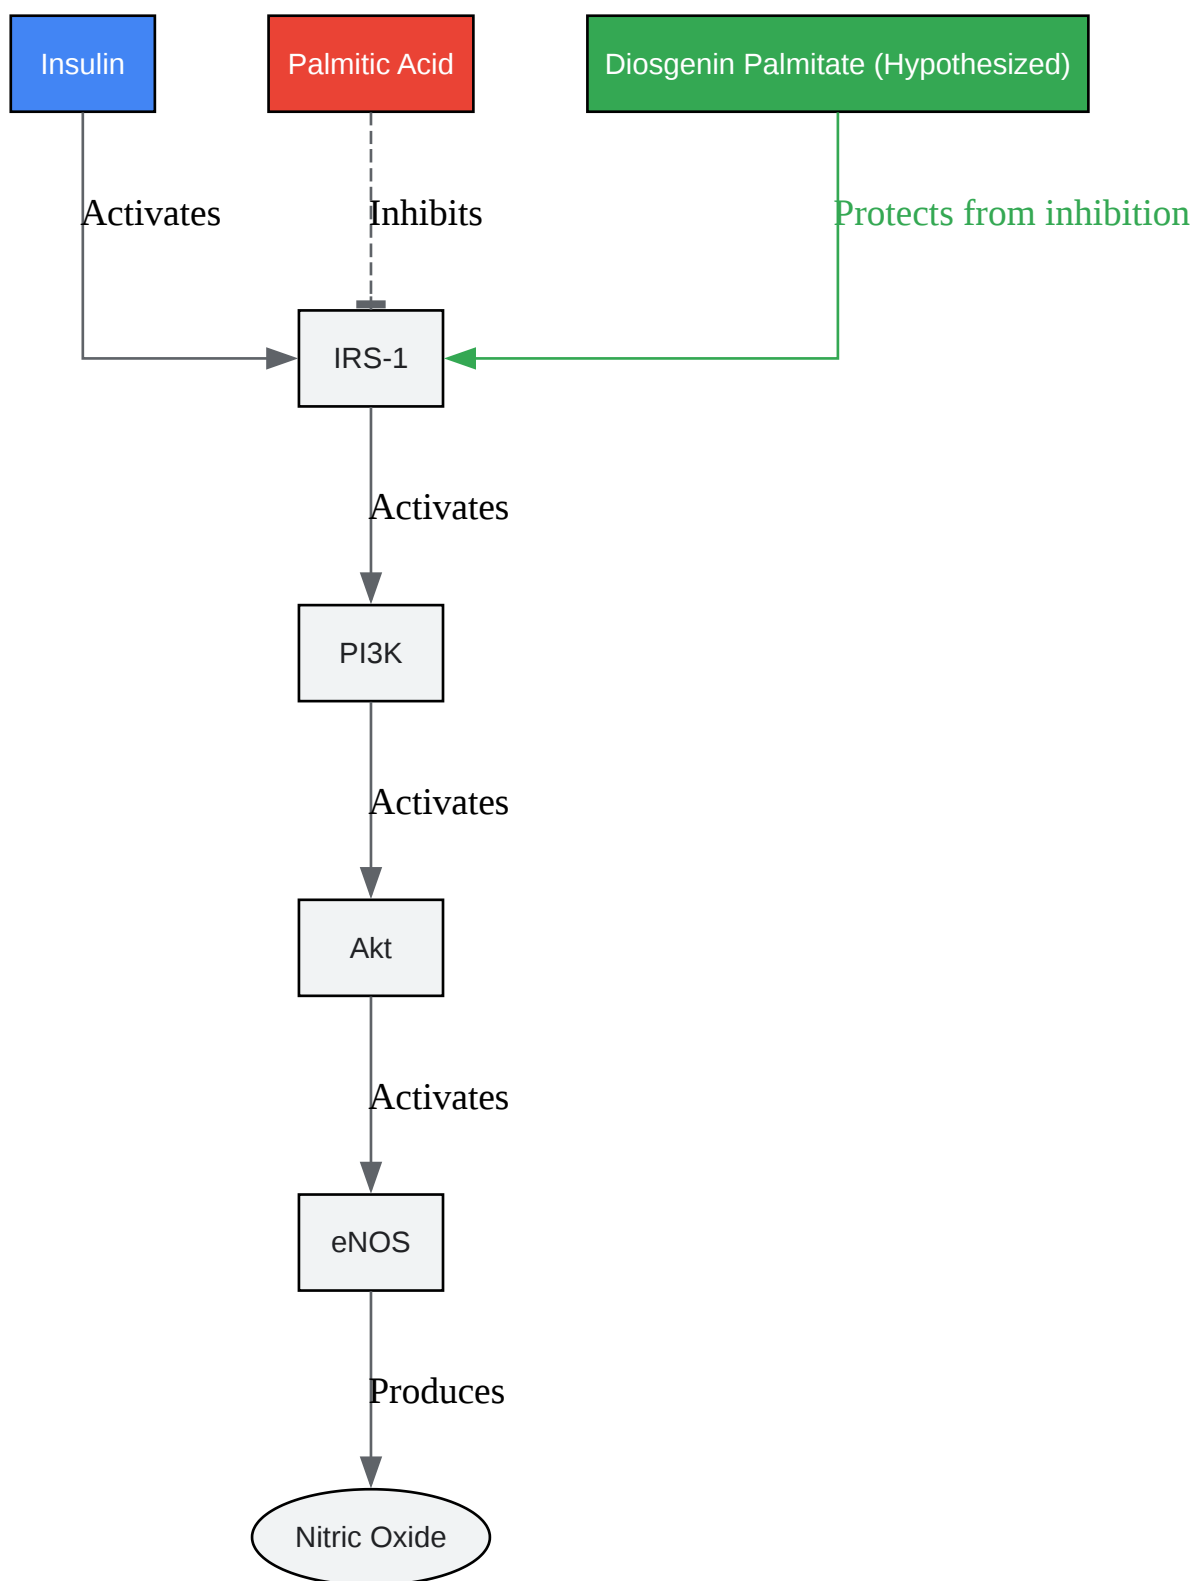 Insulin
Palmitic Acid
Diosgenin Palmitate (Hypothesized)
Activates
Inhibits
Protects from inhibition
IRS-1
Activates
PI3K
Activates
Akt
Activates
eNOS
Produces
Nitric Oxide